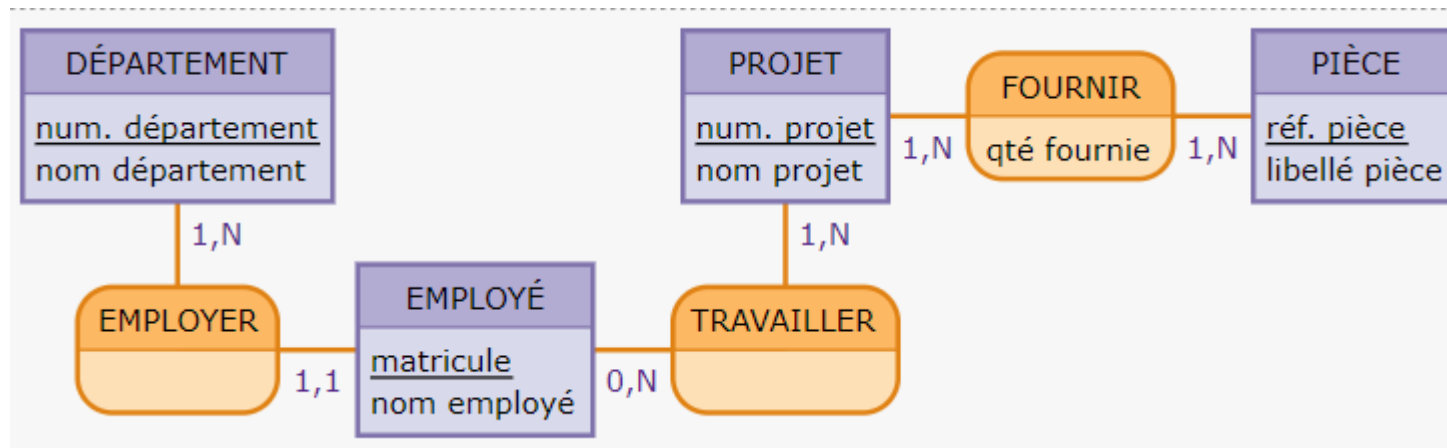 DÉPARTEMENT
num. département
nom département
1,N
EMPLOYER
1,1
EMPLOYÉ
matricule
nom employé
0,N
TRAVAILLER
1,N
PROJET
num. projet
nom projet
1,N
FOURNIR
qté fournie
1,N
PIÈCE
réf. pièce
libellé pièce